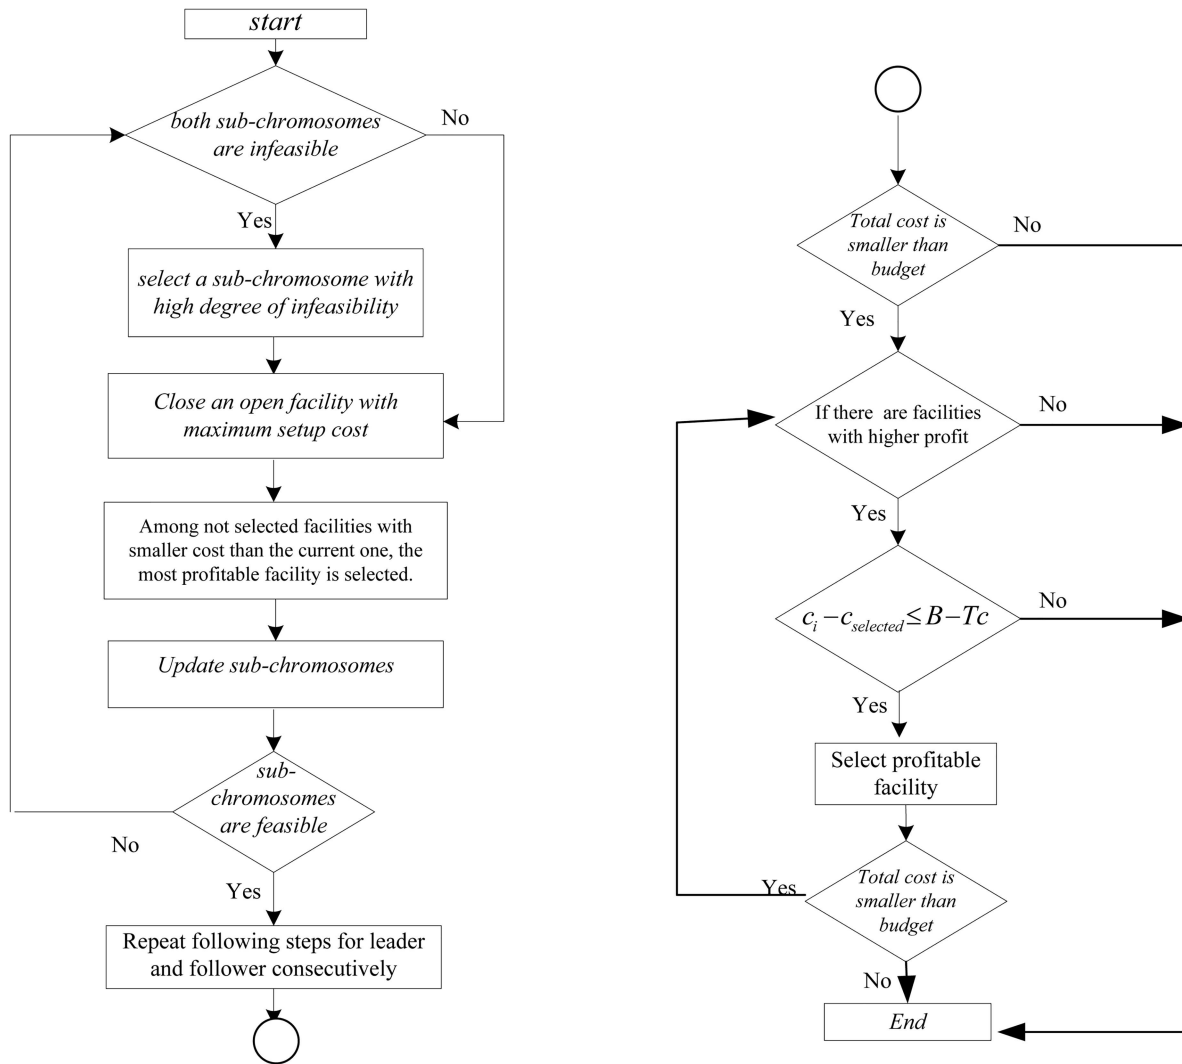 start
both sub-chromosomes
are infeasible
No
Yes
select a sub-chromosome with
high degree of infeasibility
Close an open facility with
maximum setup cost
Among not selected facilities with
smaller cost than the current one, the
most profitable facility is selected.
Update sub-chromosomes
sub-
chromosomes
are feasible
No
Yes
Repeat following steps for leader
and follower consecutively
Total cost is
smaller than
budget
No
Yes
If there are facilities
with higher profit
No
Yes
c_i − c_selected ≤ B − Tc
No
Yes
Select profitable
facility
Total cost is
smaller than
budget
Yes
No
End